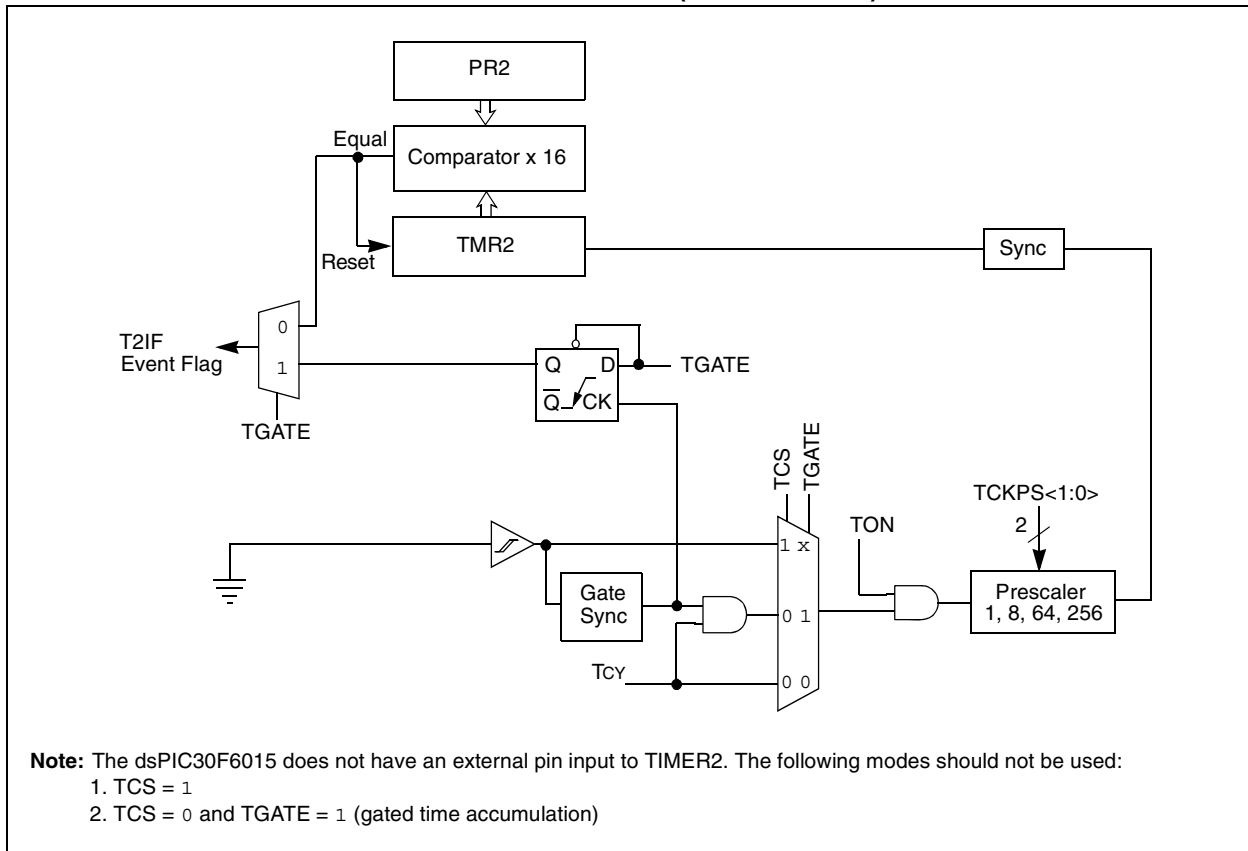 PR2
Equal
Comparator x 16
TMR2
Reset
Sync
0
1
T2IF
Event Flag
TGATE
Q
D
TGATE
Q
CK
TCS
TGATE
TCKPS<1:0>
2
TON
1 x
Prescaler
1, 8, 64, 256
Gate
Sync
0 1
TCY
0 0
Note: The dsPIC30F6015 does not have an external pin input to TIMER2. The following modes should not be used:
1. TCS = 1
2. TCS = 0 and TGATE = 1 (gated time accumulation)